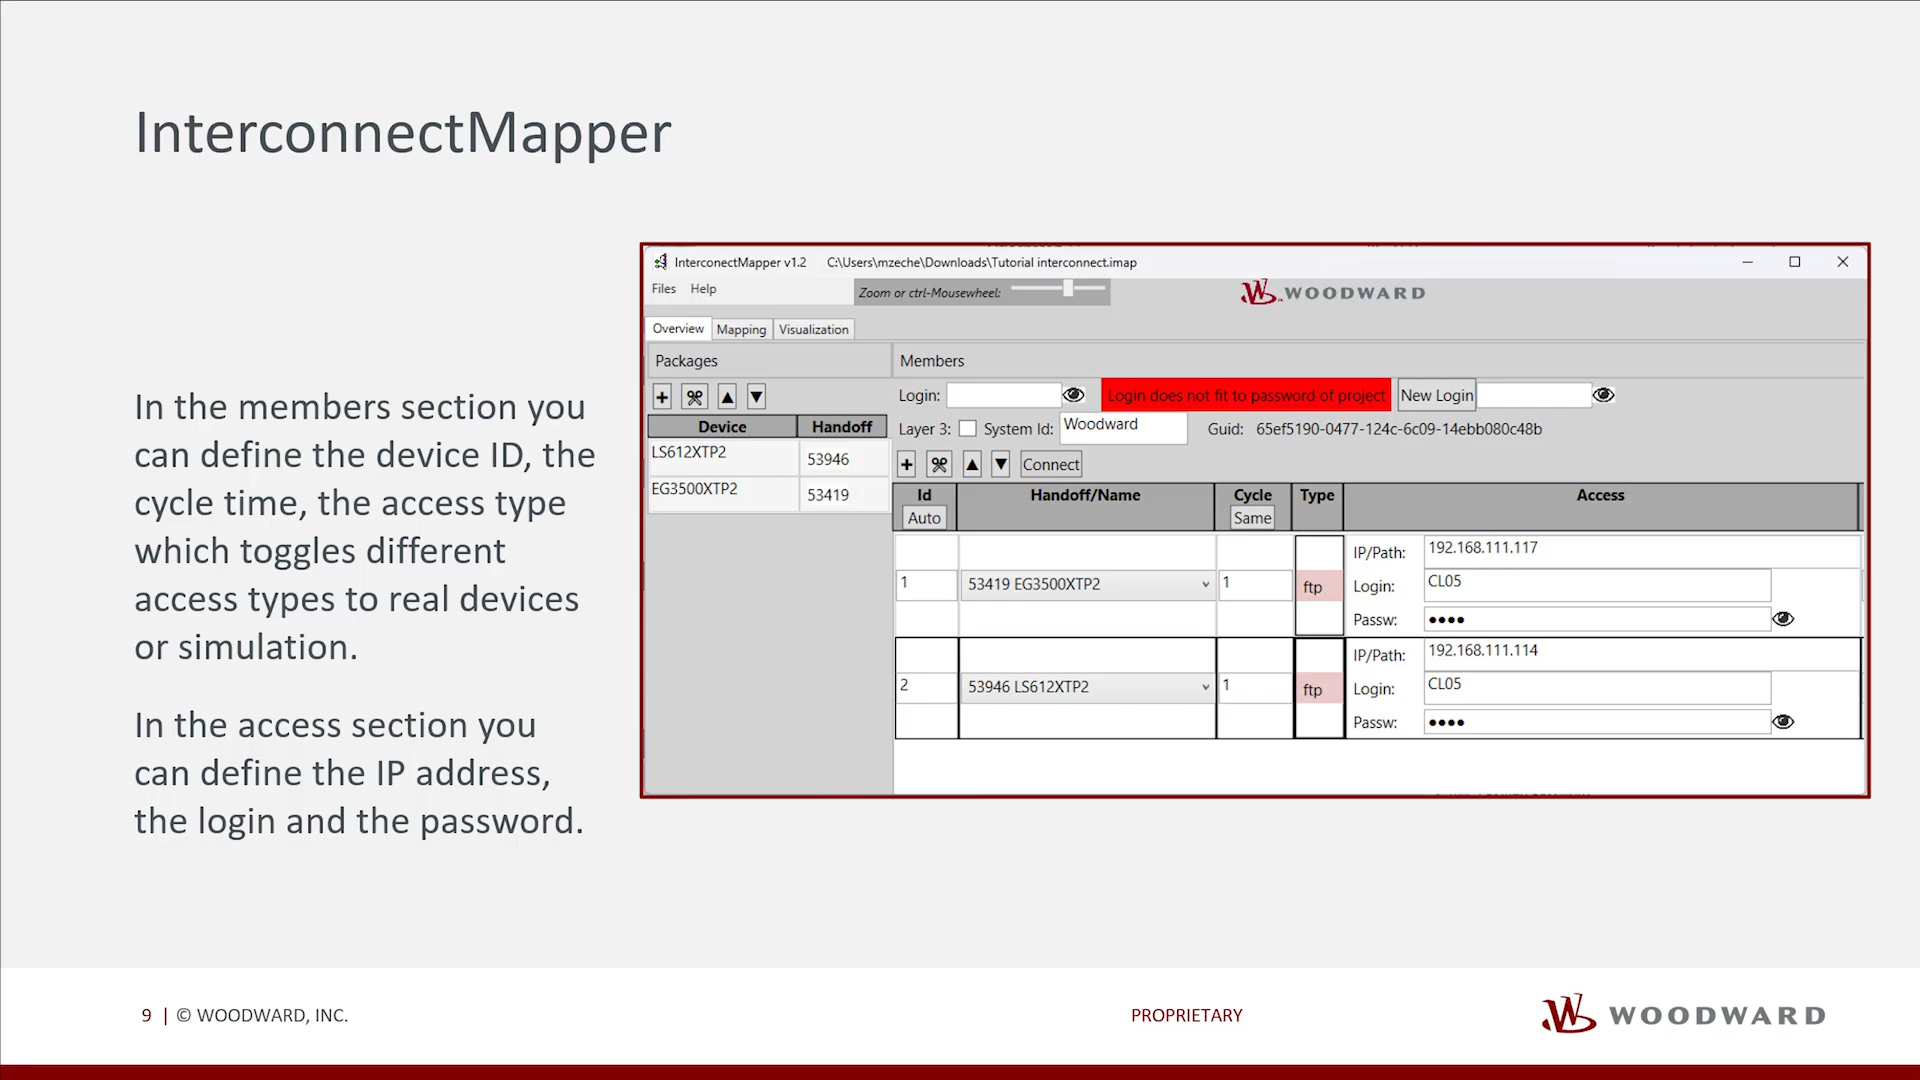 InterconnectMapper
In the members section you
can define the device ID, the
cycle time, the access type
which toggles different
access types to real devices
or simulation.
In the access section you
can define the IP address,
the login and the password.
InterconectMapper v1.2 C:\Users\mzeche\Downloads\Tutorial interconnect.imap
Files Help
Zoom or ctrl-Mousewheel:
WOODWARD
Overview Mapping Visualization
Packages
Members
Login: Login does not fit to password of project New Login
Device Handoff
Layer 3: System Id: Woodward Guid: 65ef5190-0477-124c-6c09-14ebb080c48b
LS612XTP2 53946
EG3500XTP2 53419
Connect
Id Handoff/Name Cycle Type Access
Auto Same
IP/Path: 192.168.111.117
1 53419 EG3500XTP2 1 ftp Login: CL05
Passw: ●●●●
IP/Path: 192.168.111.114
2 53946 LS612XTP2 1 ftp Login: CL05
Passw: ●●●●
9 | © WOODWARD, INC.
PROPRIETARY
WOODWARD